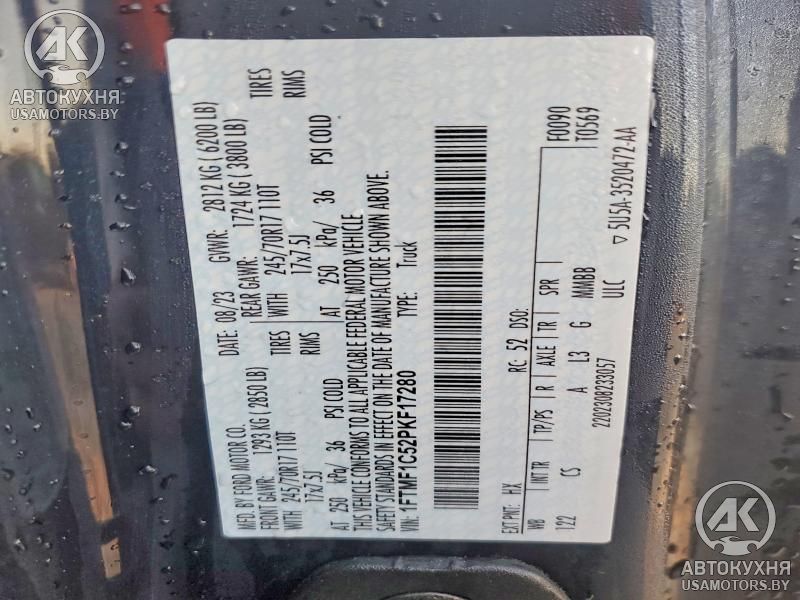 АК
АВТОКУХНЯ
USAMOTORS.BY
MFD. BY FORD MOTOR CO.
DATE: 08/23 GVWR: 2812 KG ( 6200 LB)
FRONT GAWR: 1293 KG (2850 LB) REAR GAWR: 1724 KG ( 3800 LB)
WITH 245/70R17 110T TIRES WITH 245/70R17 110T TIRES
17x7.5J RIMS 17x7.5J RIMS
AT 250 kPa/ 36 PSI COLD AT 250 kPa/ 36 PSI COLD
THIS VEHICLE CONFORMS TO ALL APPLICABLE FEDERAL MOTOR VEHICLE
SAFETY STANDARDS IN EFFECT ON THE DATE OF MANUFACTURE SHOWN ABOVE.
VIN: 1FTMF1C52PKF17280 TYPE: Truck
F0090
EXT PNT: HX RC: 52 DSO: T0569
WB INT TR TP/PS R AXLE TR SPR
122 CS A L3 G MMBB
2202308233057 ULC ▽ 5U5A-3520472-AA
АК
АВТОКУХНЯ
USAMOTORS.BY